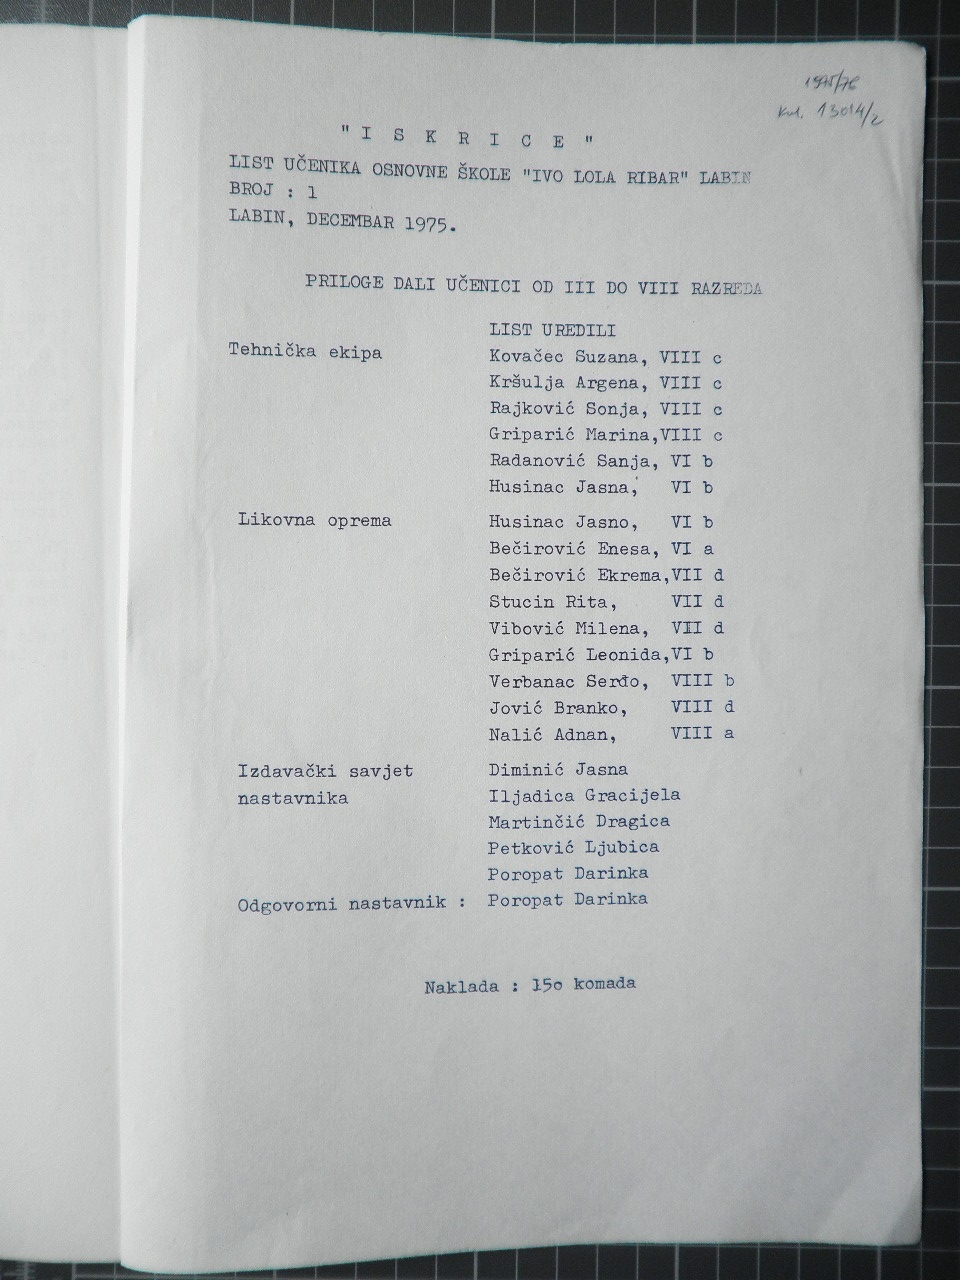 1975/76
Kut. 13014/2
"I S K R I C E"
LIST UČENIKA OSNOVNE ŠKOLE "IVO LOLA RIBAR" LABIN
BROJ : 1
LABIN, DECEMBAR 1975.
PRILOGE DALI UČENICI OD III DO VIII RAZREDA
LIST UREDILI
Tehnička ekipa Kovačec Suzana, VIII c
Kršulja Argena, VIII c
Rajković Sonja, VIII c
Griparić Marina,VIII c
Radanović Sanja, VI b
Husinac Jasna, VI b
Likovna oprema Husinac Jasno, VI b
Bečirović Enesa, VI a
Bečirović Ekrema,VII d
Stucin Rita, VII d
Vibović Milena, VII d
Griparić Leonida,VI b
Verbanac Serđo, VIII b
Jović Branko, VIII d
Nalić Adnan, VIII a
Izdavački savjet Diminić Jasna
nastavnika Iljadica Gracijela
Martinčić Dragica
Petković Ljubica
Poropat Darinka
Odgovorni nastavnik : Poropat Darinka
Naklada : 15o komada